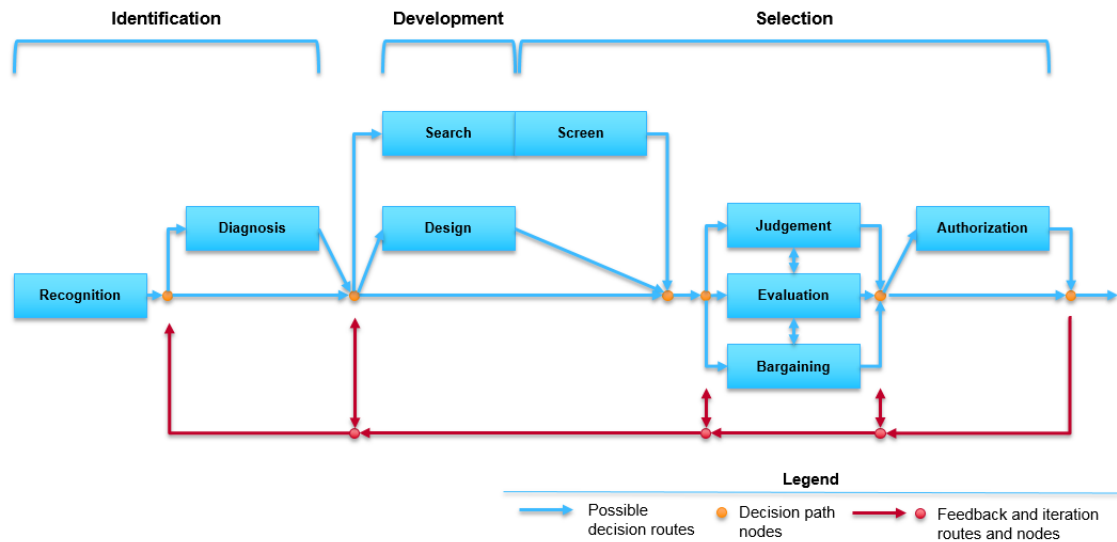 Identification
Development
Selection
Search
Screen
Diagnosis
Design
Judgement
Authorization
Recognition
Evaluation
Bargaining
Legend
Possible
decision routes
Decision path
nodes
Feedback and iteration
routes and nodes